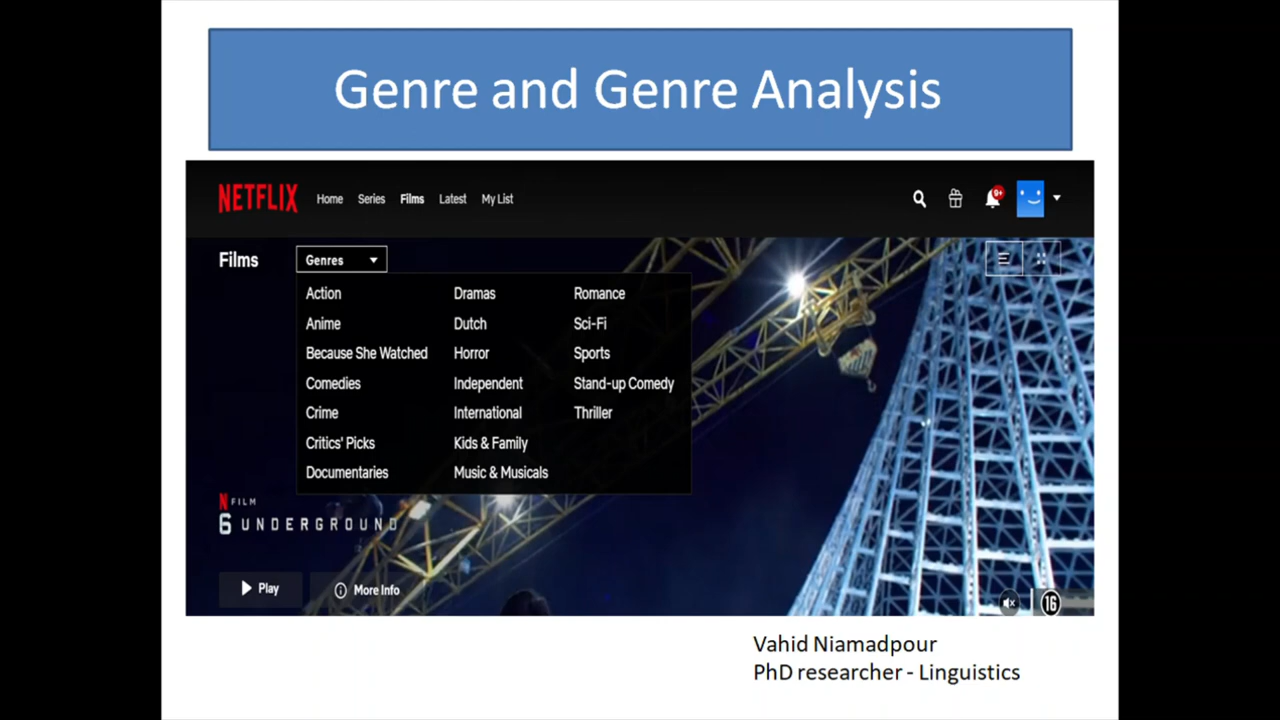 Genre and Genre Analysis
NETFLIX Home Series Films Latest My List 9+
Films Genres
Action Dramas Romance
Anime Dutch Sci-Fi
Because She Watched Horror Sports
Comedies Independent Stand-up Comedy
Crime International Thriller
Critics' Picks Kids & Family
Documentaries Music & Musicals
N FILM
6 UNDERGROUND
Play More Info 16
Vahid Niamadpour
PhD researcher - Linguistics